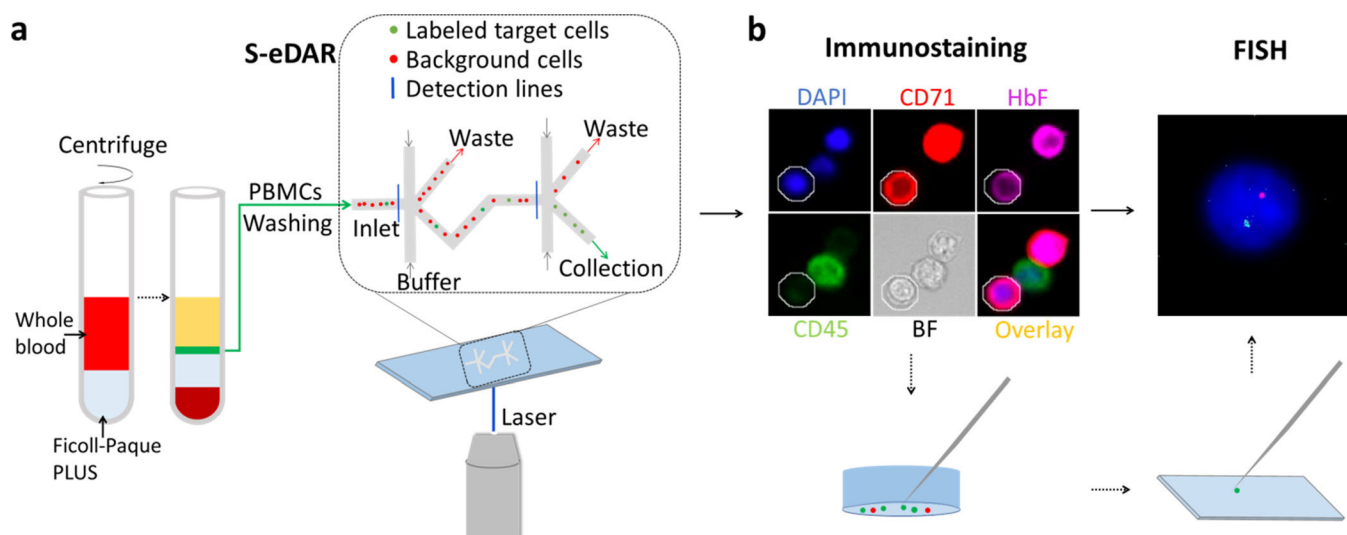 a
S-eDAR
Labeled target cells
Background cells
Detection lines
Centrifuge
PBMCs
Washing
Inlet
Waste
Waste
Buffer
Collection
Whole
blood
Ficoll-Paque
PLUS
Laser
b
Immunostaining
FISH
DAPI
CD71
HbF
CD45
BF
Overlay